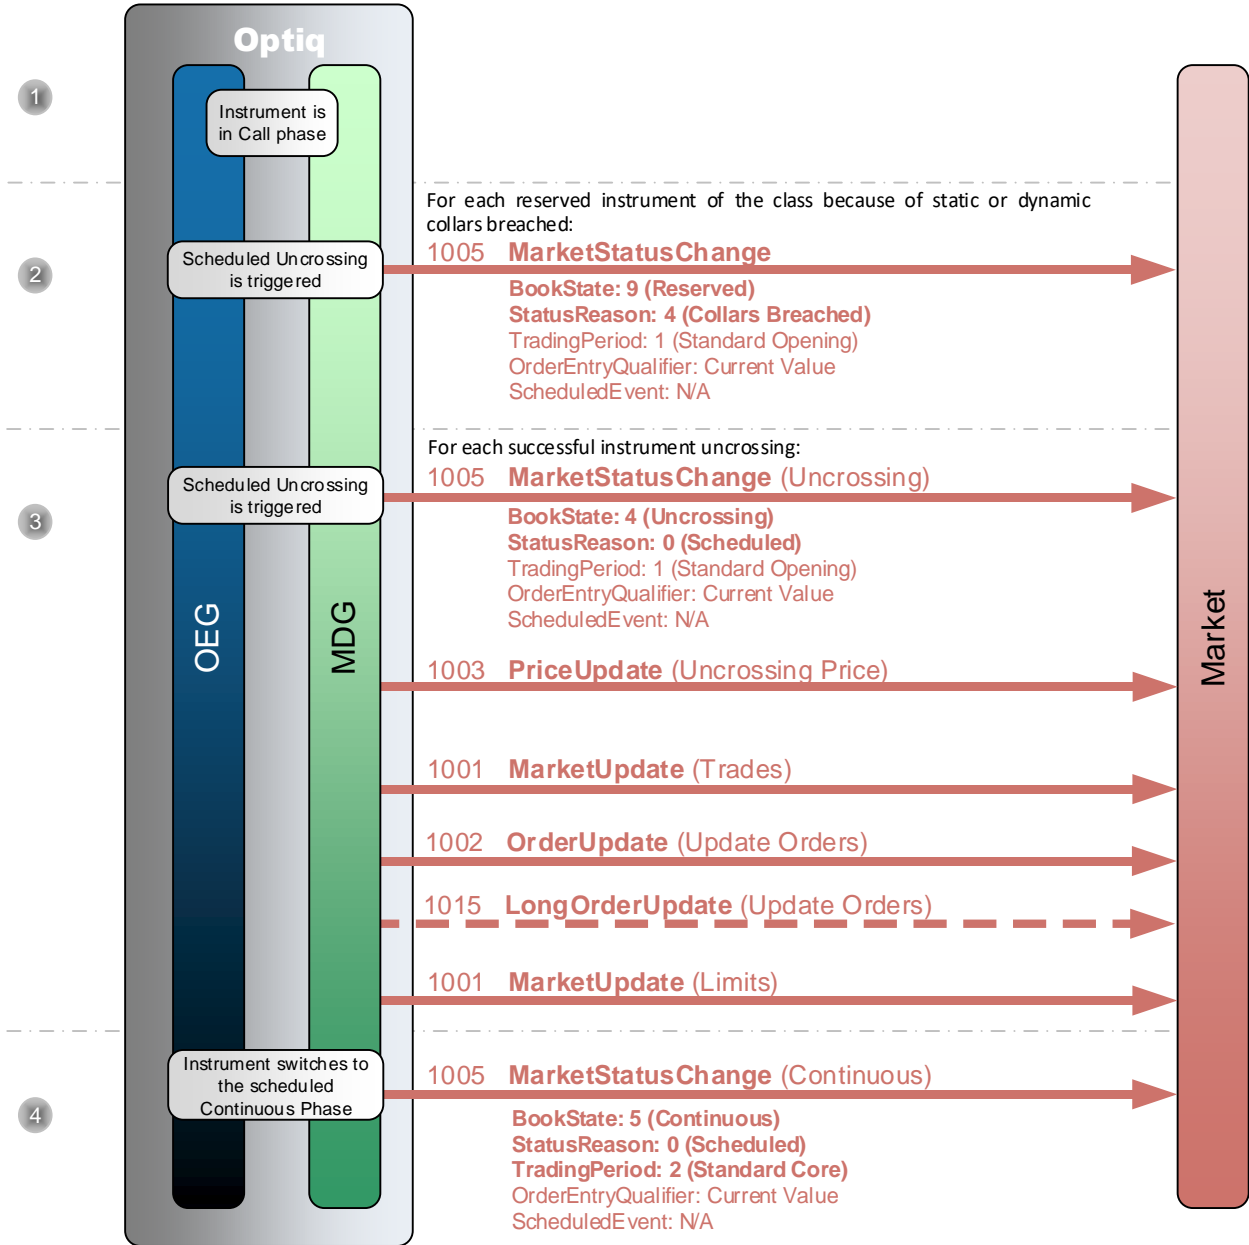 Optiq
1
Instrument is
in Call phase
For each reserved instrument of the class because of static or dynamic
collars breached:
2
Scheduled Uncrossing
is triggered
1005 MarketStatusChange
BookState: 9 (Reserved)
StatusReason: 4 (Collars Breached)
TradingPeriod: 1 (Standard Opening)
OrderEntryQualifier: Current Value
ScheduledEvent: N/A
For each successful instrument uncrossing:
3
Scheduled Uncrossing
is triggered
1005 MarketStatusChange (Uncrossing)
BookState: 4 (Uncrossing)
StatusReason: 0 (Scheduled)
TradingPeriod: 1 (Standard Opening)
OrderEntryQualifier: Current Value
ScheduledEvent: N/A
OEG
MDG
Market
1003 PriceUpdate (Uncrossing Price)
1001 MarketUpdate (Trades)
1002 OrderUpdate (Update Orders)
1015 LongOrderUpdate (Update Orders)
1001 MarketUpdate (Limits)
4
Instrument switches to
the scheduled
Continuous Phase
1005 MarketStatusChange (Continuous)
BookState: 5 (Continuous)
StatusReason: 0 (Scheduled)
TradingPeriod: 2 (Standard Core)
OrderEntryQualifier: Current Value
ScheduledEvent: N/A